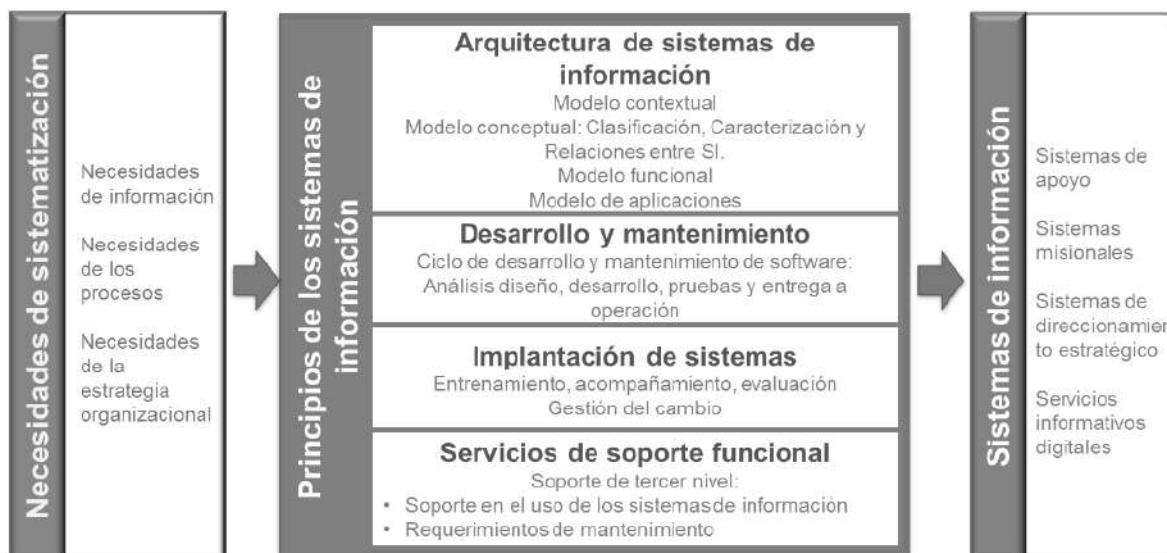 Necesidades de sistematización
Necesidades
de información
Necesidades
de los
procesos
Necesidades
de la
estrategia
organizacional
Principios de los sistemas de
información
Arquitectura de sistemas de
información
Modelo contextual
Modelo conceptual: Clasificación, Caracterización y
Relaciones entre SI.
Modelo funcional
Modelo de aplicaciones
Desarrollo y mantenimiento
Ciclo de desarrollo y mantenimiento de software:
Análisis diseño, desarrollo, pruebas y entrega a
operación
Implantación de sistemas
Entrenamiento, acompañamiento, evaluación
Gestión del cambio
Servicios de soporte funcional
Soporte de tercer nivel:
• Soporte en el uso de los sistemas de información
• Requerimientos de mantenimiento
Sistemas de información
Sistemas de
apoyo
Sistemas
misionales
Sistemas de
direccionamien
to estratégico
Servicios
informativos
digitales